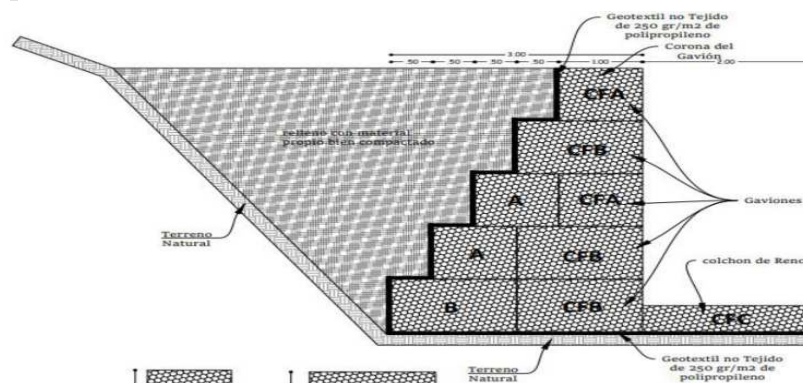 Geotextil no Tejido
de 250 gr/m2 de
polipropileno
3.00
.50 .50 .50 .50 1.00
Corona del
Gavión
2.00
CFA
relleno con material
propio bien compactado
CFB
A CFA
Gaviones
Terreno
Natural
A CFB
colchon de Reno
B CFB
CFC
Terreno
Natural
Geotextil no Tejido
de 250 gr/m2 de
polipropileno